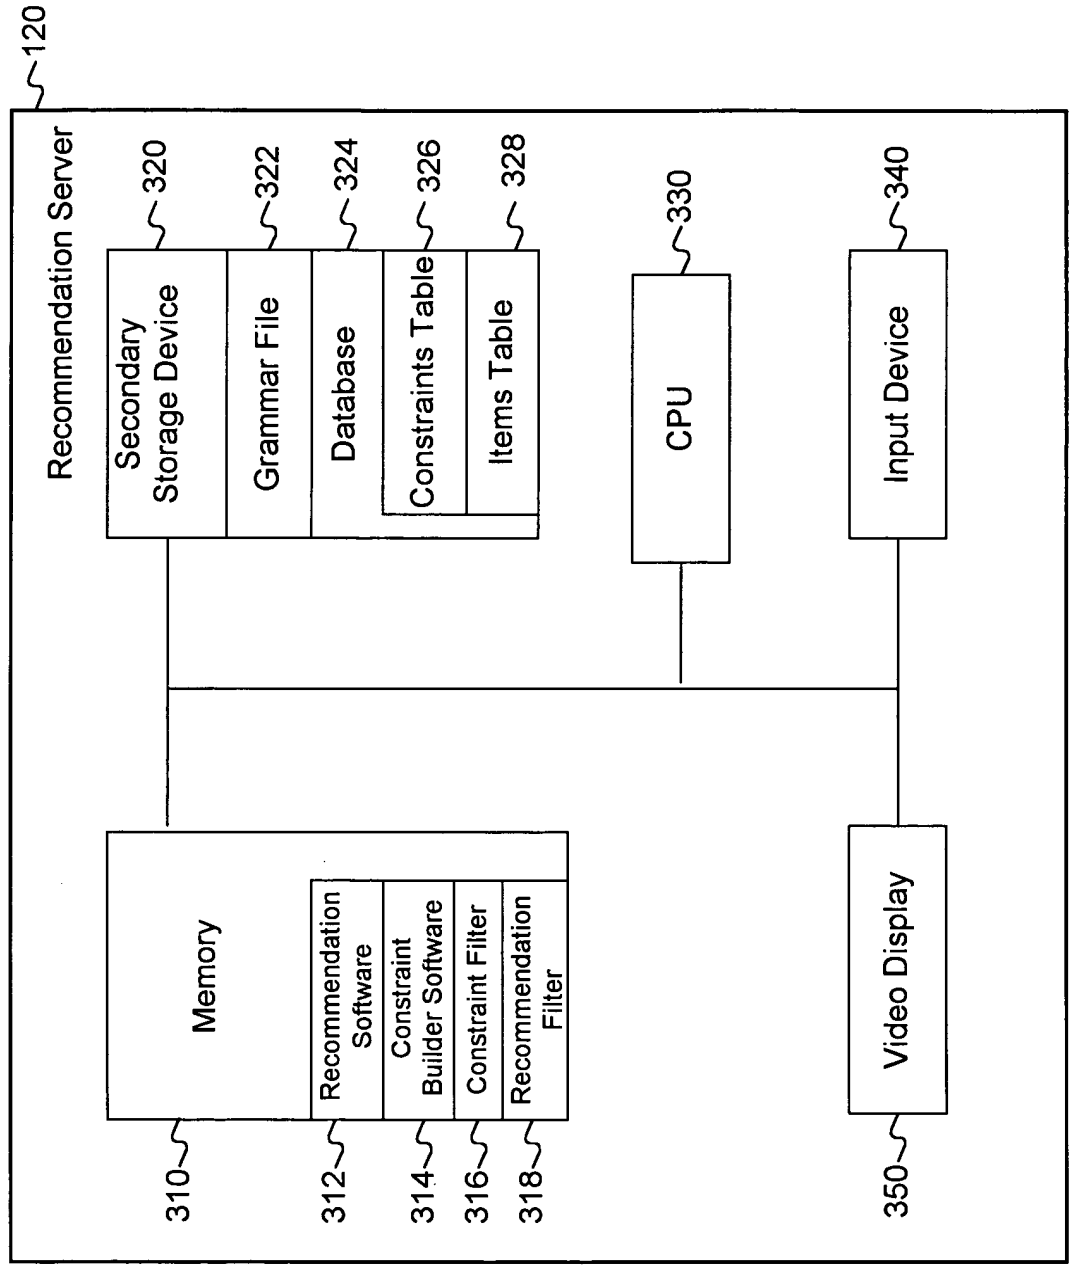 120
Recommendation Server
Memory
310
Recommendation
Software
312
Constraint
Builder Software
314
Constraint Filter
316
Recommendation
Filter
318
Secondary
Storage Device
320
Grammar File
322
Database
324
Constraints Table
326
Items Table
328
CPU
330
Input Device
340
Video Display
350